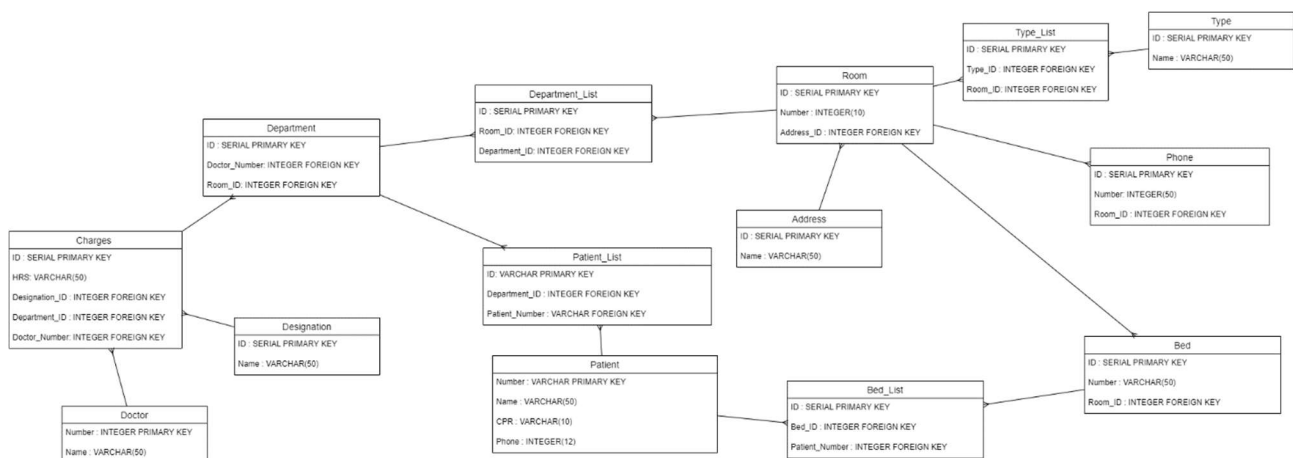 Type
ID : SERIAL PRIMARY KEY
Name : VARCHAR(50)
Type_List
ID : SERIAL PRIMARY KEY
Type_ID : INTEGER FOREIGN KEY
Room_ID: INTEGER FOREIGN KEY
Room
ID : SERIAL PRIMARY KEY
Number : INTEGER(10)
Address_ID : INTEGER FOREIGN KEY
Department_List
ID : SERIAL PRIMARY KEY
Room_ID: INTEGER FOREIGN KEY
Department_ID: INTEGER FOREIGN KEY
Department
ID : SERIAL PRIMARY KEY
Doctor_Number: INTEGER FOREIGN KEY
Room_ID: INTEGER FOREIGN KEY
Phone
ID : SERIAL PRIMARY KEY
Number: INTEGER(50)
Room_ID : INTEGER FOREIGN KEY
Address
ID : SERIAL PRIMARY KEY
Name : VARCHAR(50)
Charges
ID : SERIAL PRIMARY KEY
HRS: VARCHAR(50)
Designation_ID : INTEGER FOREIGN KEY
Department_ID : INTEGER FOREIGN KEY
Doctor_Number: INTEGER FOREIGN KEY
Patient_List
ID: VARCHAR PRIMARY KEY
Department_ID : INTEGER FOREIGN KEY
Patient_Number : VARCHAR FOREIGN KEY
Designation
ID : SERIAL PRIMARY KEY
Name : VARCHAR(50)
Bed
ID : SERIAL PRIMARY KEY
Number : VARCHAR(50)
Room_ID : INTEGER FOREIGN KEY
Patient
Number : VARCHAR PRIMARY KEY
Name : VARCHAR(50)
CPR : VARCHAR(10)
Phone : INTEGER(12)
Bed_List
ID : SERIAL PRIMARY KEY
Bed_ID : INTEGER FOREIGN KEY
Patient_Number : INTEGER FOREIGN KEY
Doctor
Number : INTEGER PRIMARY KEY
Name : VARCHAR(50)